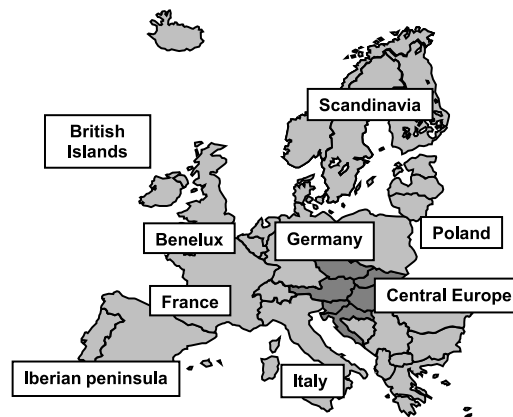 Scandinavia
British
Islands
Benelux
Germany
Poland
France
Central Europe
Iberian peninsula
Italy